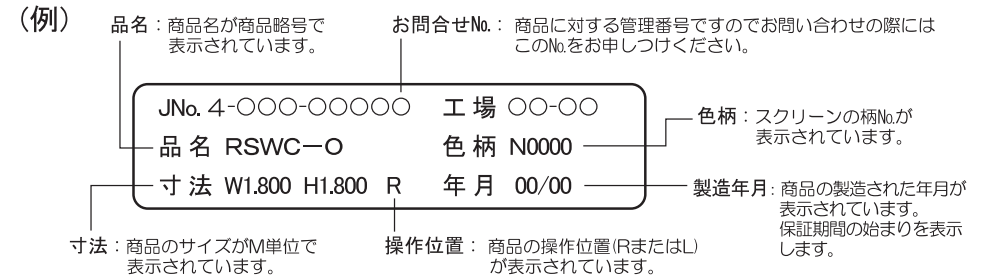 (例)
品名：商品名が商品略号で
表示されています。
お問合せ№：商品に対する管理番号ですのでお問い合わせの際には
この№をお申しつけください。
J№. 4-○○○-○○○○○ 工場 ○○-○○
品名 RSWC－O 色柄 N0000
寸法 W1.800 H1.800 R 年月 00/00
色柄：スクリーンの柄№が
表示されています。
製造年月：商品の製造された年月が
表示されています。
保証期間の始まりを表示
します。
寸法：商品のサイズがM単位で
表示されています。
操作位置：商品の操作位置(RまたはL)
が表示されています。